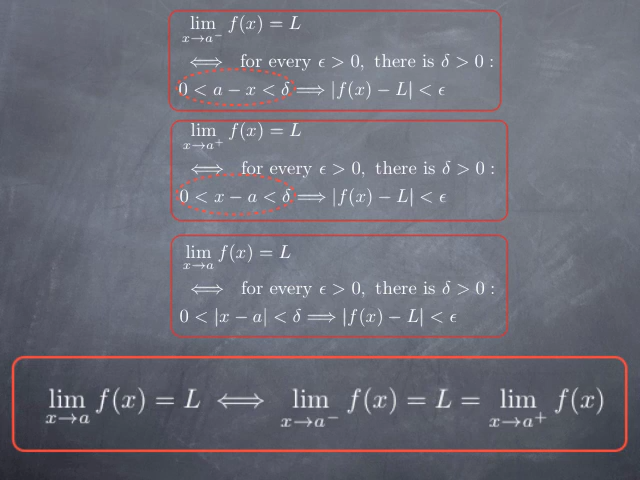 lim f(x) = L
x→a⁻
⟺ for every ϵ > 0, there is δ > 0 :
0 < a − x < δ ⟹ |f(x) − L| < ϵ
lim f(x) = L
x→a⁺
⟺ for every ϵ > 0, there is δ > 0 :
0 < x − a < δ ⟹ |f(x) − L| < ϵ
lim f(x) = L
x→a
⟺ for every ϵ > 0, there is δ > 0 :
0 < |x − a| < δ ⟹ |f(x) − L| < ϵ
lim f(x) = L ⟺ lim f(x) = L = lim f(x)
x→a x→a⁻ x→a⁺